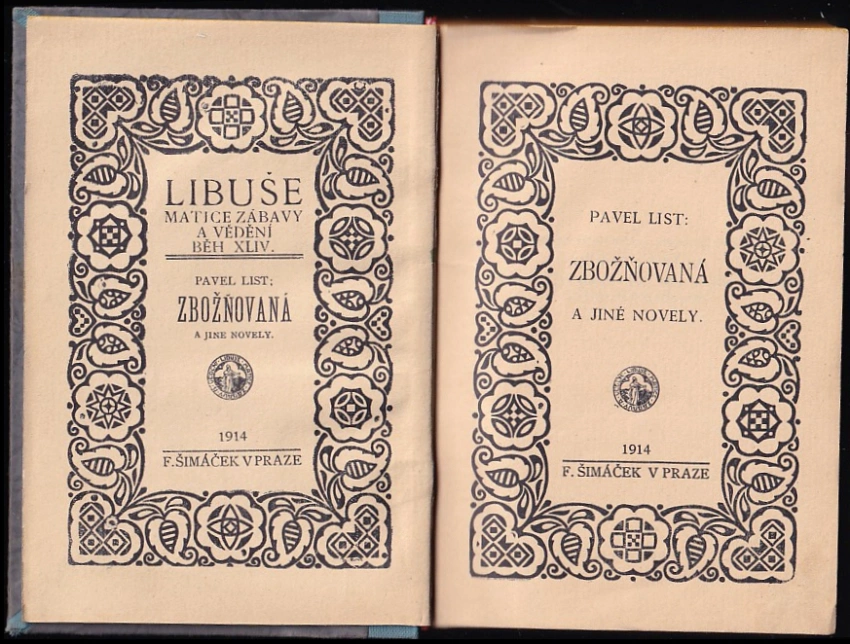 LIBUŠE
MATICE ZÁBAVY
A VĚDĚNÍ
BĚH XLIV.
PAVEL LIST:
ZBOŽŇOVANÁ
A JINE NOVELY.
1914
F. ŠIMÁČEK V PRAZE
PAVEL LIST:
ZBOŽŇOVANÁ
A JINÉ NOVELY.
1914
F. ŠIMÁČEK V PRAZE